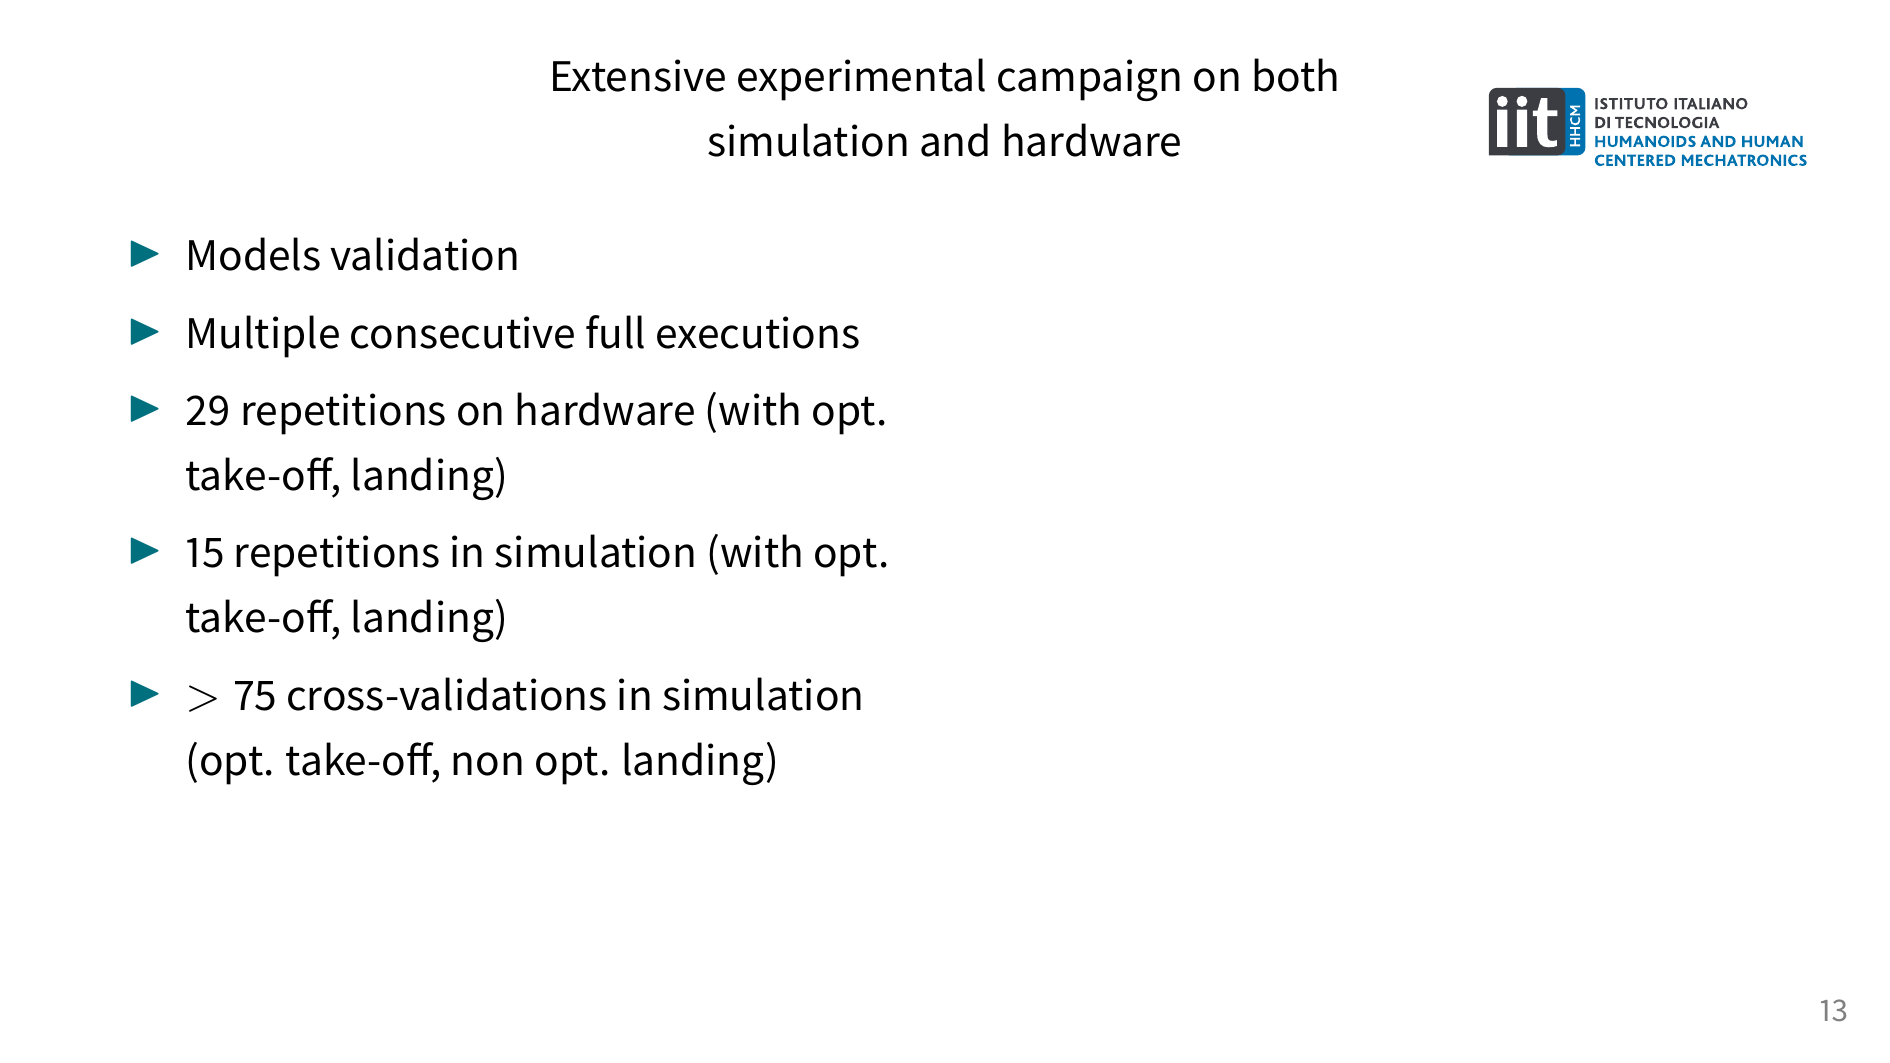 Extensive experimental campaign on both
simulation and hardware
iit
HHCM
ISTITUTO ITALIANO
DI TECNOLOGIA
HUMANOIDS AND HUMAN
CENTERED MECHATRONICS
▶ Models validation
▶ Multiple consecutive full executions
▶ 29 repetitions on hardware (with opt.
take-off, landing)
▶ 15 repetitions in simulation (with opt.
take-off, landing)
▶ > 75 cross-validations in simulation
(opt. take-off, non opt. landing)
13